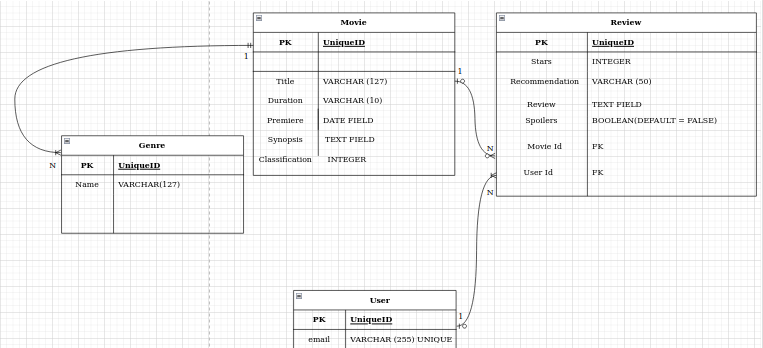 Movie
PK UniqueID
Title VARCHAR (127)
Duration VARCHAR (10)
Premiere DATE FIELD
Synopsis TEXT FIELD
Classification INTEGER
1
1
Review
PK UniqueID
Stars INTEGER
Recommendation VARCHAR (50)
Review TEXT FIELD
Spoilers BOOLEAN(DEFAULT = FALSE)
Movie Id FK
User Id FK
N
N
Genre
PK UniqueID
Name VARCHAR(127)
N
User
PK UniqueID
email VARCHAR (255) UNIQUE
1